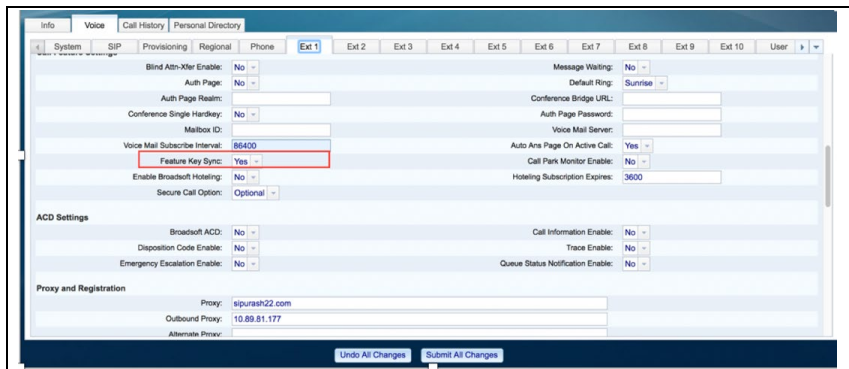 Info Voice Call History Personal Directory
System SIP Provisioning Regional Phone Ext 1 Ext 2 Ext 3 Ext 4 Ext 5 Ext 6 Ext 7 Ext 8 Ext 9 Ext 10 User
Blind Attn-Xfer Enable: No Message Waiting: No
Auth Page: No Default Ring: Sunrise
Auth Page Realm: Conference Bridge URL:
Conference Single Hardkey: No Auth Page Password:
Mailbox ID: Voice Mail Server:
Voice Mail Subscribe Interval: 86400 Auto Ans Page On Active Call: Yes
Feature Key Sync: Yes Call Park Monitor Enable: No
Enable Broadsoft Hoteling: No Hoteling Subscription Expires: 3600
Secure Call Option: Optional
ACD Settings
Broadsoft ACD: No Call Information Enable: No
Disposition Code Enable: No Trace Enable: No
Emergency Escalation Enable: No Queue Status Notification Enable: No
Proxy and Registration
Proxy: sipurash22.com
Outbound Proxy: 10.89.81.177
Alternate Proxy:
Undo All Changes Submit All Changes